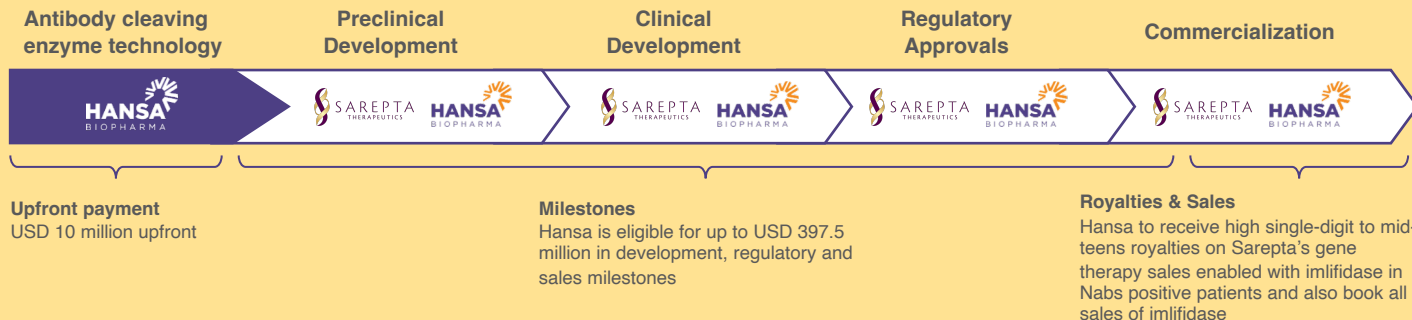 Antibody cleaving
enzyme technology
Preclinical
Development
Clinical
Development
Regulatory
Approvals
Commercialization
HANSA
BIOPHARMA
SAREPTA
THERAPEUTICS
HANSA
BIOPHARMA
SAREPTA
THERAPEUTICS
HANSA
BIOPHARMA
SAREPTA
THERAPEUTICS
HANSA
BIOPHARMA
SAREPTA
THERAPEUTICS
HANSA
BIOPHARMA
Upfront payment
USD 10 million upfront
Milestones
Hansa is eligible for up to USD 397.5
million in development, regulatory and
sales milestones
Royalties & Sales
Hansa to receive high single-digit to mid-
teens royalties on Sarepta's gene
therapy sales enabled with imlifidase in
Nabs positive patients and also book all
sales of imlifidase